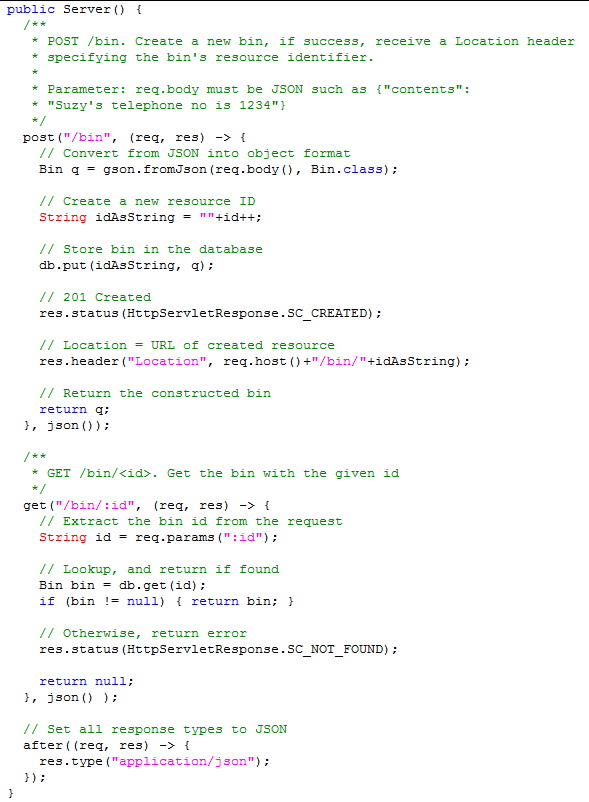 public Server() {
  /**
   * POST /bin. Create a new bin, if success, receive a Location header
   * specifying the bin's resource identifier.
   *
   * Parameter: req.body must be JSON such as {"contents":
   * "Suzy's telephone no is 1234"}
   */
  post("/bin", (req, res) -> {
    // Convert from JSON into object format
    Bin q = gson.fromJson(req.body(), Bin.class);

    // Create a new resource ID
    String idAsString = ""+id++;

    // Store bin in the database
    db.put(idAsString, q);

    // 201 Created
    res.status(HttpServletResponse.SC_CREATED);

    // Location = URL of created resource
    res.header("Location", req.host()+"/bin/"+idAsString);

    // Return the constructed bin
    return q;
  }, json());

  /**
   * GET /bin/<id>. Get the bin with the given id
   */
  get("/bin/:id", (req, res) -> {
    // Extract the bin id from the request
    String id = req.params(":id");

    // Lookup, and return if found
    Bin bin = db.get(id);
    if (bin != null) { return bin; }

    // Otherwise, return error
    res.status(HttpServletResponse.SC_NOT_FOUND);

    return null;
  }, json() );

  // Set all response types to JSON
  after((req, res) -> {
    res.type("application/json");
  });
}